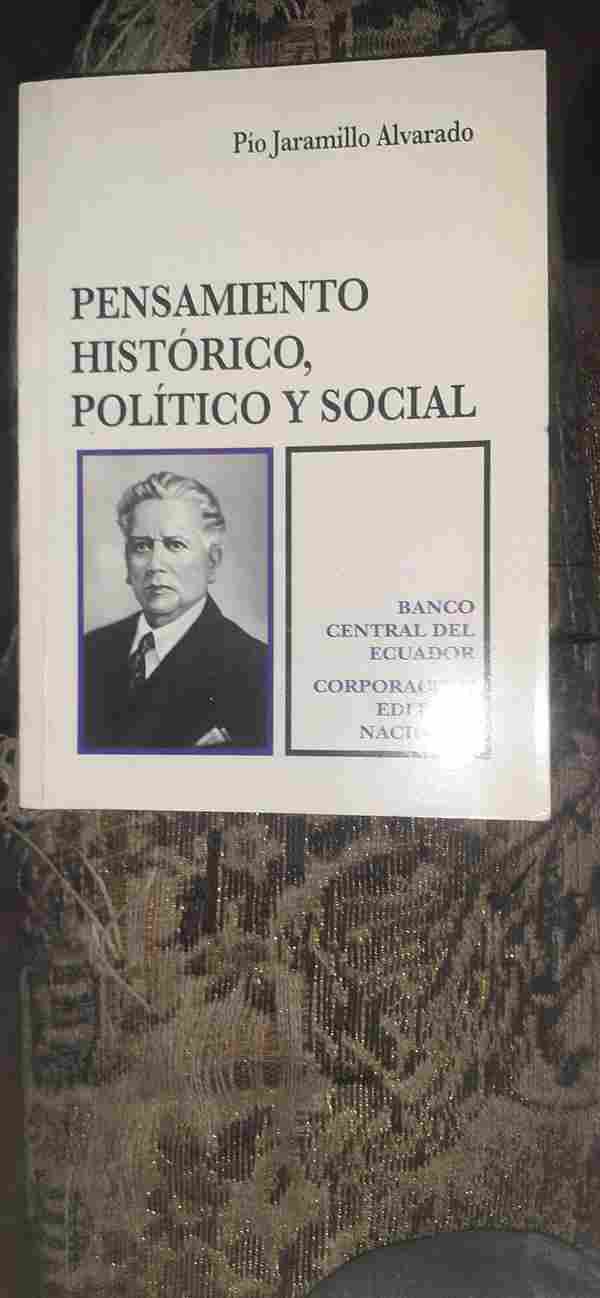 Pío Jaramillo Alvarado
PENSAMIENTO
HISTÓRICO,
POLÍTICO Y SOCIAL
BANCO
CENTRAL DEL
ECUADOR